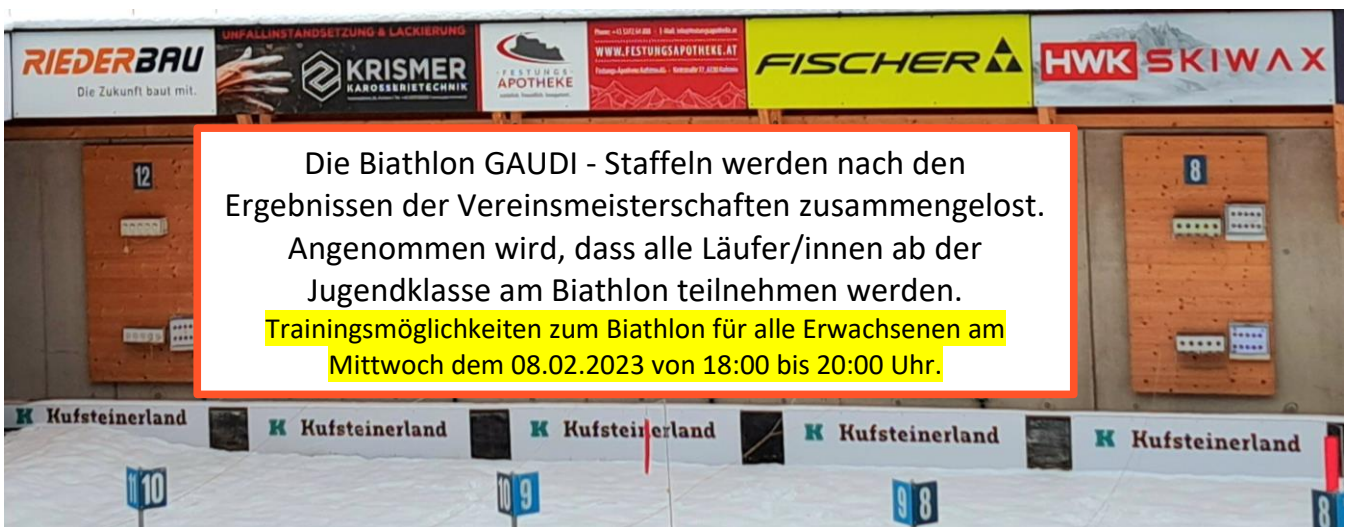 RIEDERBAU
Die Zukunft baut mit.
UNFALLINSTANDSETZUNG & LACKIERUNG
KRISMER
KAROSSERIETECHNIK
FESTUNGS-
APOTHEKE
WWW.FESTUNGSAPOTHEKE.AT
FISCHER
HWK SKIWAX
12
8
Die Biathlon GAUDI - Staffeln werden nach den
Ergebnissen der Vereinsmeisterschaften zusammengelost.
Angenommen wird, dass alle Läufer/innen ab der
Jugendklasse am Biathlon teilnehmen werden.
Trainingsmöglichkeiten zum Biathlon für alle Erwachsenen am
Mittwoch dem 08.02.2023 von 18:00 bis 20:00 Uhr.
K Kufsteinerland
K Kufsteinerland
K Kufsteinerland
K Kufsteinerland
K Kufsteinerland
11 10
10 9
9 8
8